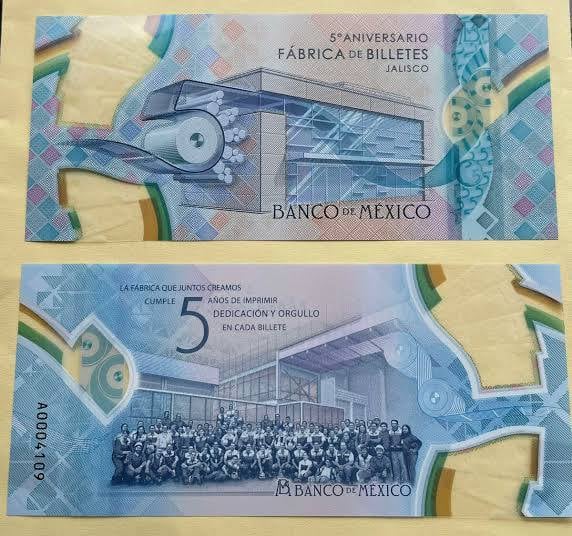 5° ANIVERSARIO
FÁBRICA DE BILLETES
JALISCO
BANCO DE MÉXICO
LA FÁBRICA QUE JUNTOS CREAMOS
CUMPLE 5 AÑOS DE IMPRIMIR
DEDICACIÓN Y ORGULLO
EN CADA BILLETE
A0004109
BANCO DE MÉXICO